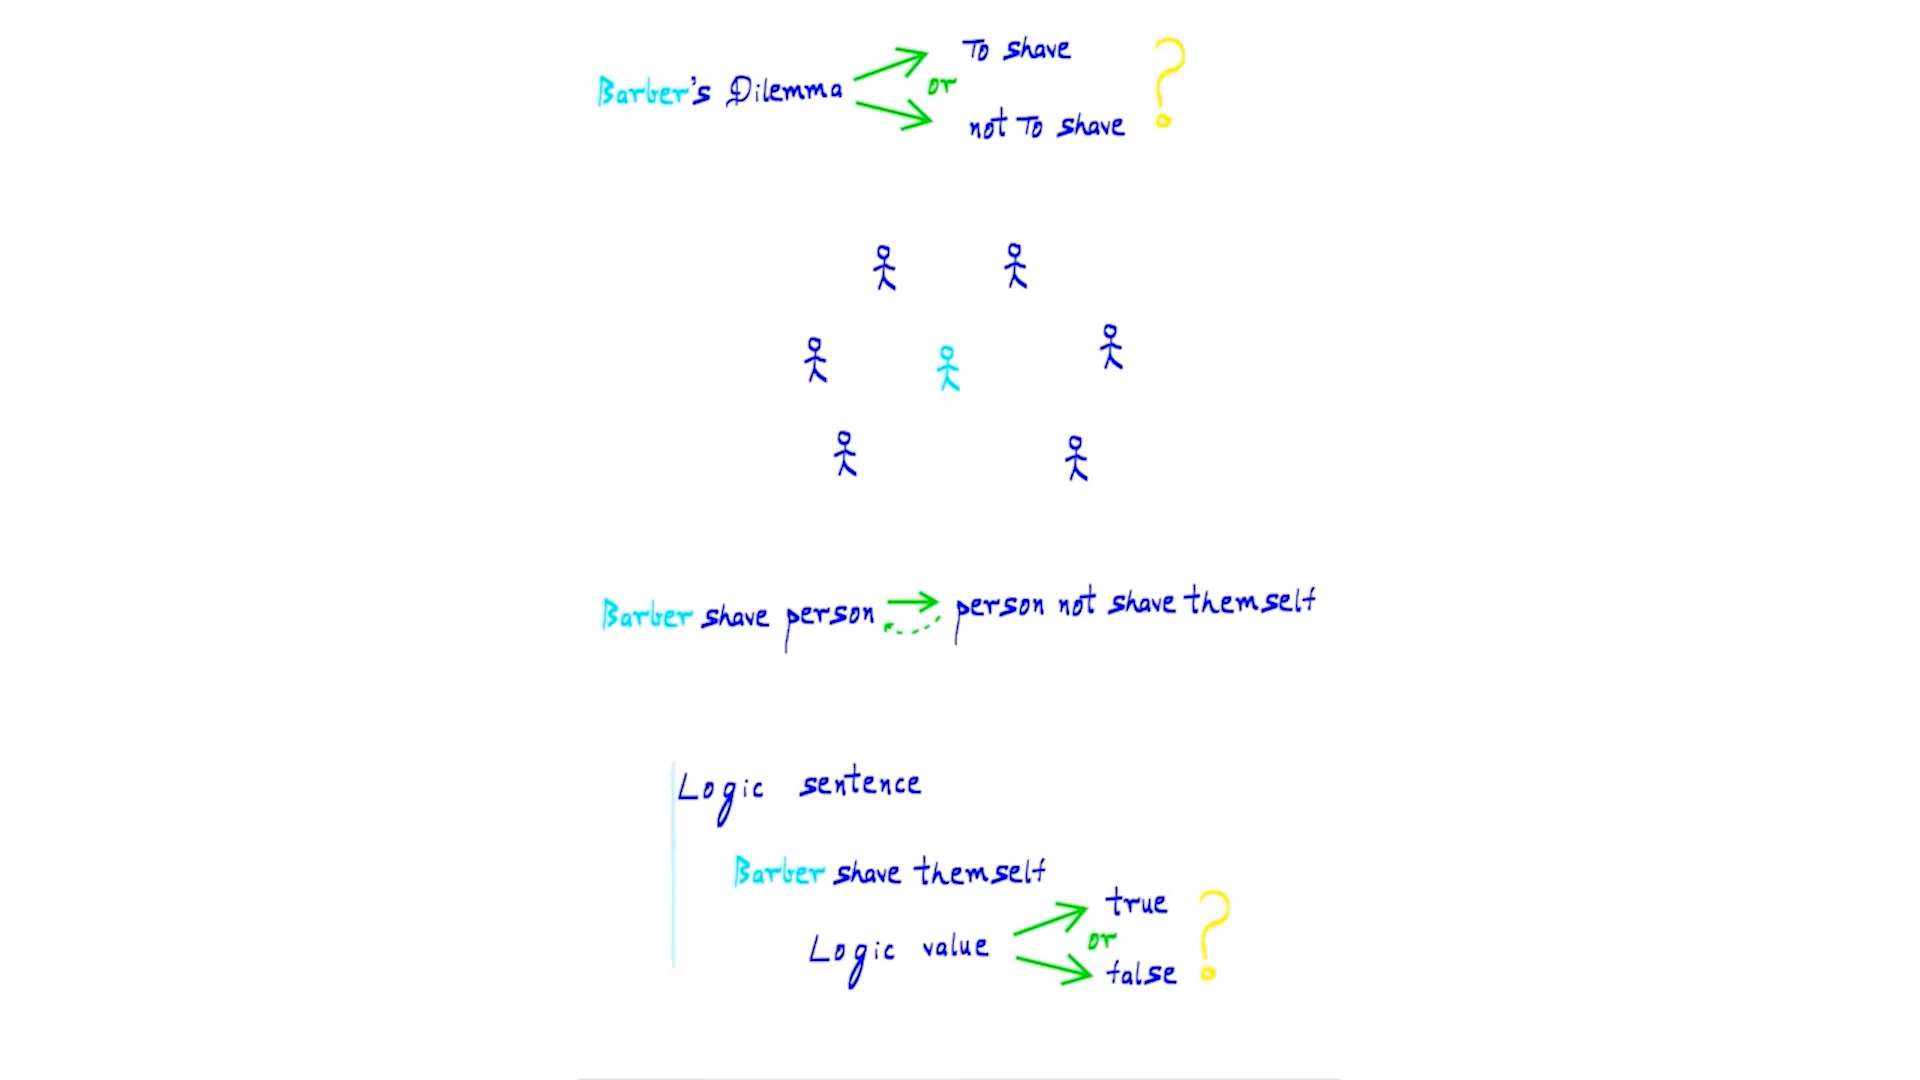 To shave
Barber's Dilemma or ?
not To shave
Barber shave person person not shave themself
Logic sentence
Barber shave themself
true
Logic value or ?
false